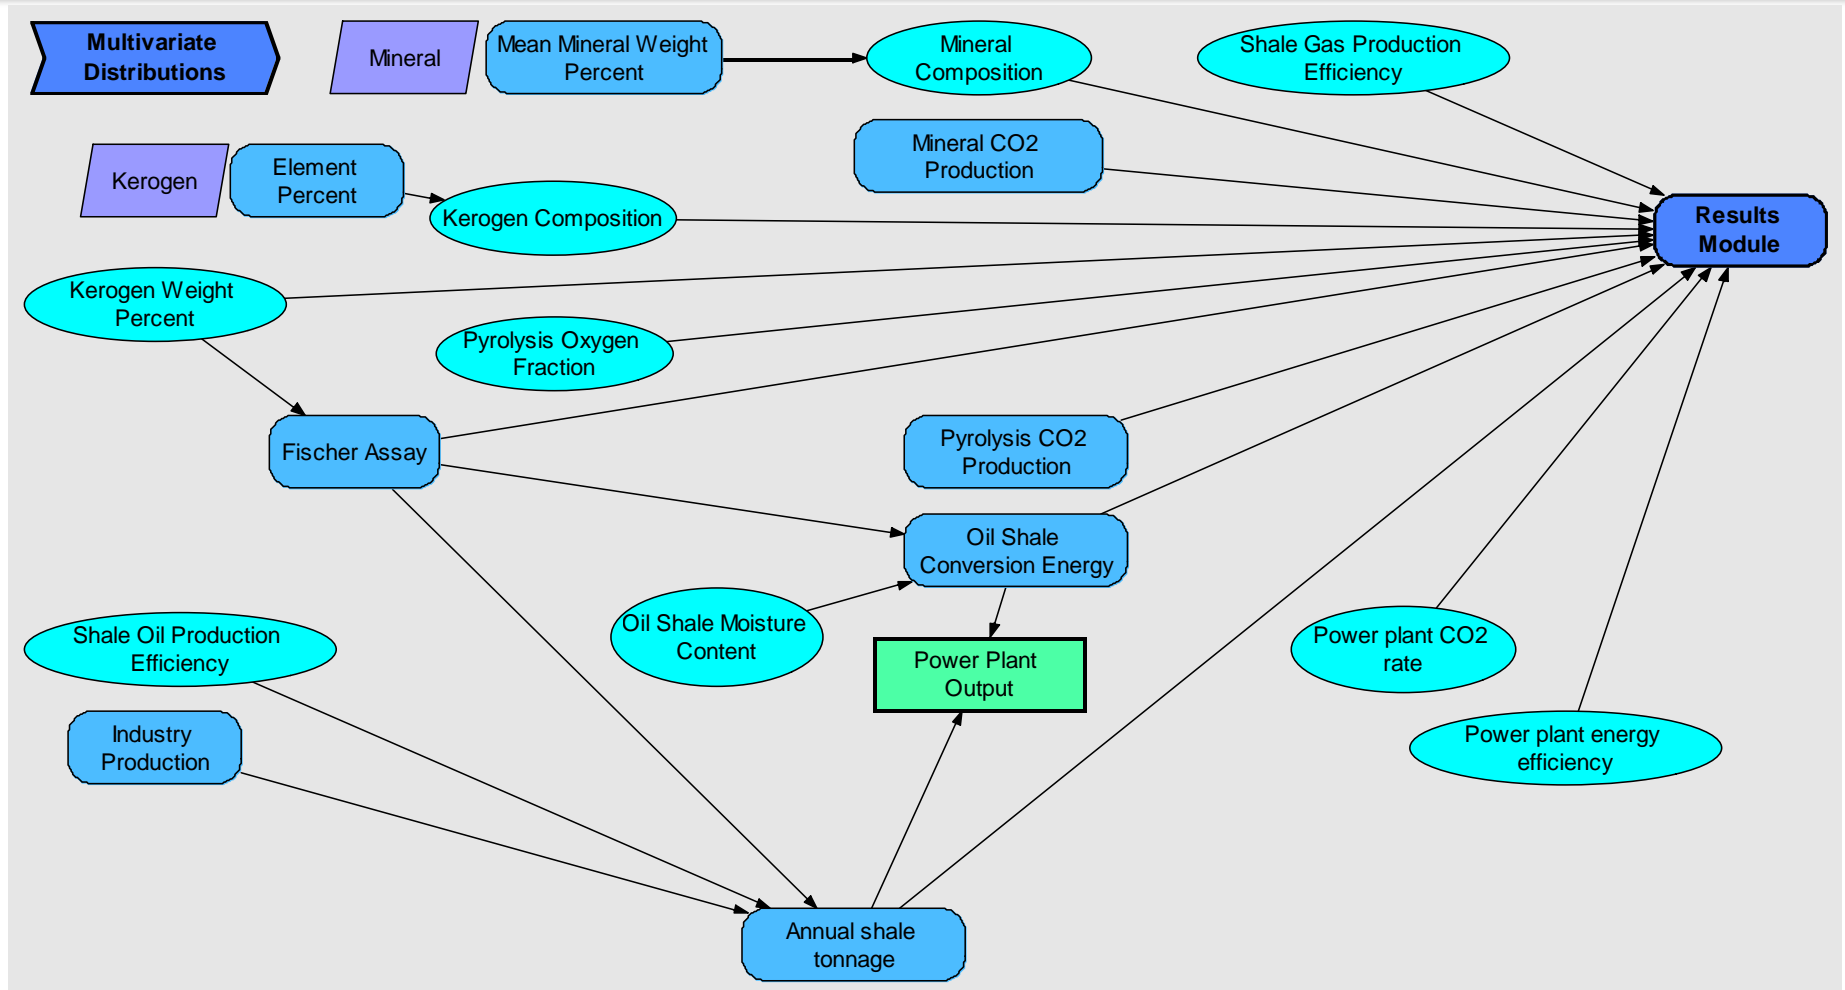 Multivariate
Distributions
Mineral
Mean Mineral Weight
Percent
Mineral
Composition
Shale Gas Production
Efficiency
Mineral CO2
Production
Kerogen
Element
Percent
Kerogen Composition
Results
Module
Kerogen Weight
Percent
Pyrolysis Oxygen
Fraction
Fischer Assay
Pyrolysis CO2
Production
Oil Shale
Conversion Energy
Oil Shale Moisture
Content
Shale Oil Production
Efficiency
Power Plant
Output
Power plant CO2
rate
Industry
Production
Power plant energy
efficiency
Annual shale
tonnage